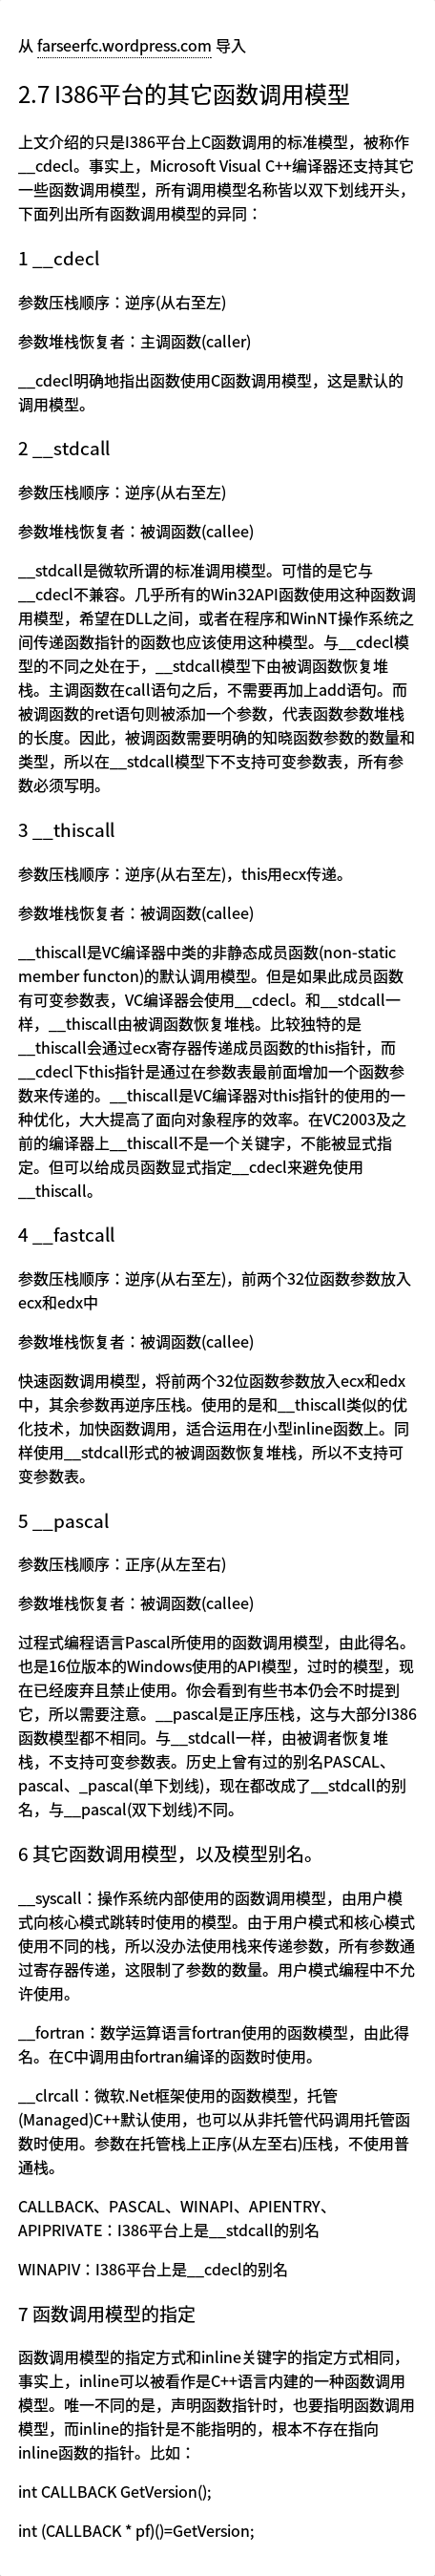 从 farseerfc.wordpress.com 导入
2.7 I386平台的其它函数调用模型
上文介绍的只是I386平台上C函数调用的标准模型，被称作
__cdecl。事实上，Microsoft Visual C++编译器还支持其它
一些函数调用模型，所有调用模型名称皆以双下划线开头，
下面列出所有函数调用模型的异同：
1 __cdecl
参数压栈顺序：逆序(从右至左)
参数堆栈恢复者：主调函数(caller)
__cdecl明确地指出函数使用C函数调用模型，这是默认的
调用模型。
2 __stdcall
参数压栈顺序：逆序(从右至左)
参数堆栈恢复者：被调函数(callee)
__stdcall是微软所谓的标准调用模型。可惜的是它与
__cdecl不兼容。几乎所有的Win32API函数使用这种函数调
用模型，希望在DLL之间，或者在程序和WinNT操作系统之
间传递函数指针的函数也应该使用这种模型。与__cdecl模
型的不同之处在于，__stdcall模型下由被调函数恢复堆
栈。主调函数在call语句之后，不需要再加上add语句。而
被调函数的ret语句则被添加一个参数，代表函数参数堆栈
的长度。因此，被调函数需要明确的知晓函数参数的数量和
类型，所以在__stdcall模型下不支持可变参数表，所有参
数必须写明。
3 __thiscall
参数压栈顺序：逆序(从右至左)，this用ecx传递。
参数堆栈恢复者：被调函数(callee)
__thiscall是VC编译器中类的非静态成员函数(non-static
member functon)的默认调用模型。但是如果此成员函数
有可变参数表，VC编译器会使用__cdecl。和__stdcall一
样，__thiscall由被调函数恢复堆栈。比较独特的是
__thiscall会通过ecx寄存器传递成员函数的this指针，而
__cdecl下this指针是通过在参数表最前面增加一个函数参
数来传递的。__thiscall是VC编译器对this指针的使用的一
种优化，大大提高了面向对象程序的效率。在VC2003及之
前的编译器上__thiscall不是一个关键字，不能被显式指
定。但可以给成员函数显式指定__cdecl来避免使用
__thiscall。
4 __fastcall
参数压栈顺序：逆序(从右至左)，前两个32位函数参数放入
ecx和edx中
参数堆栈恢复者：被调函数(callee)
快速函数调用模型，将前两个32位函数参数放入ecx和edx
中，其余参数再逆序压栈。使用的是和__thiscall类似的优
化技术，加快函数调用，适合运用在小型inline函数上。同
样使用__stdcall形式的被调函数恢复堆栈，所以不支持可
变参数表。
5 __pascal
参数压栈顺序：正序(从左至右)
参数堆栈恢复者：被调函数(callee)
过程式编程语言Pascal所使用的函数调用模型，由此得名。
也是16位版本的Windows使用的API模型，过时的模型，现
在已经废弃且禁止使用。你会看到有些书本仍会不时提到
它，所以需要注意。__pascal是正序压栈，这与大部分I386
函数模型都不相同。与__stdcall一样，由被调者恢复堆
栈，不支持可变参数表。历史上曾有过的别名PASCAL、
pascal、_pascal(单下划线)，现在都改成了__stdcall的别
名，与__pascal(双下划线)不同。
6 其它函数调用模型，以及模型别名。
__syscall：操作系统内部使用的函数调用模型，由用户模
式向核心模式跳转时使用的模型。由于用户模式和核心模式
使用不同的栈，所以没办法使用栈来传递参数，所有参数通
过寄存器传递，这限制了参数的数量。用户模式编程中不允
许使用。
__fortran：数学运算语言fortran使用的函数模型，由此得
名。在C中调用由fortran编译的函数时使用。
__clrcall：微软.Net框架使用的函数模型，托管
(Managed)C++默认使用，也可以从非托管代码调用托管函
数时使用。参数在托管栈上正序(从左至右)压栈，不使用普
通栈。
CALLBACK、PASCAL、WINAPI、APIENTRY、
APIPRIVATE：I386平台上是__stdcall的别名
WINAPIV：I386平台上是__cdecl的别名
7 函数调用模型的指定
函数调用模型的指定方式和inline关键字的指定方式相同，
事实上，inline可以被看作是C++语言内建的一种函数调用
模型。唯一不同的是，声明函数指针时，也要指明函数调用
模型，而inline的指针是不能指明的，根本不存在指向
inline函数的指针。比如：
int CALLBACK GetVersion();
int (CALLBACK * pf)()=GetVersion;